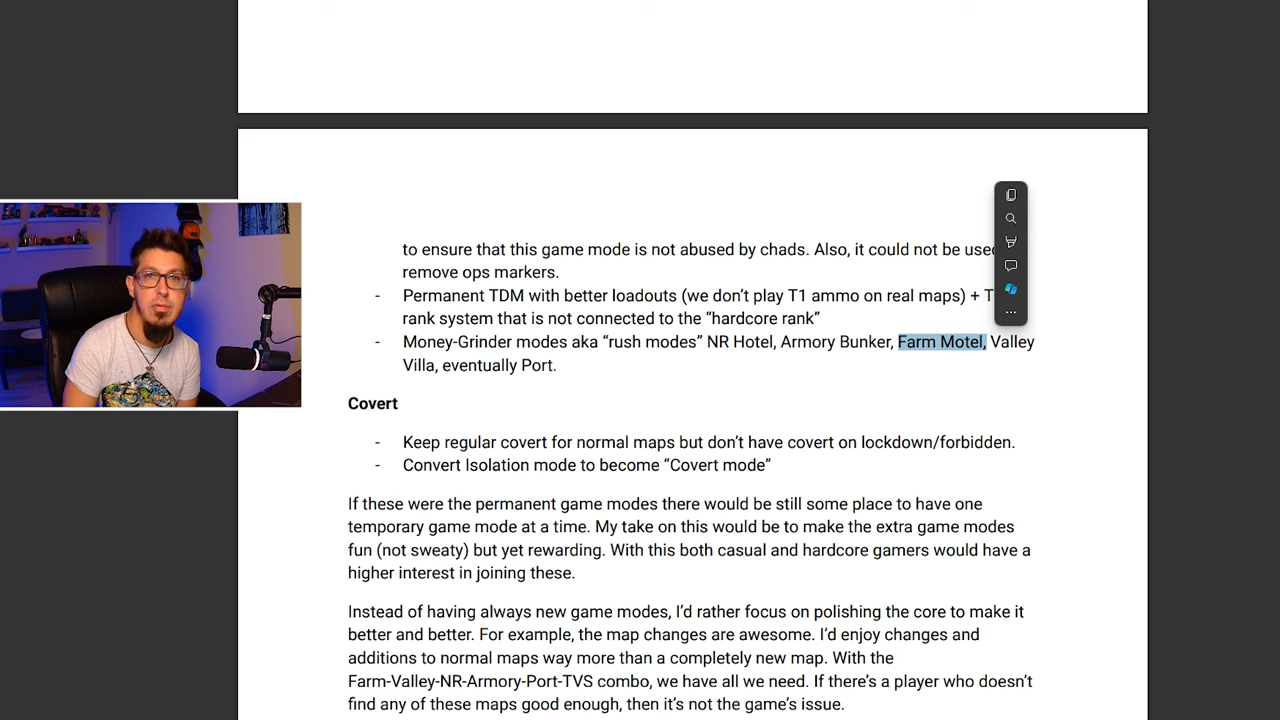 to ensure that this game mode is not abused by chads. Also, it could not be used
remove ops markers.
- Permanent TDM with better loadouts (we don’t play T1 ammo on real maps) + T
rank system that is not connected to the “hardcore rank”
- Money-Grinder modes aka “rush modes” NR Hotel, Armory Bunker, Farm Motel, Valley
Villa, eventually Port.
Covert
- Keep regular covert for normal maps but don’t have covert on lockdown/forbidden.
- Convert Isolation mode to become “Covert mode”
If these were the permanent game modes there would be still some place to have one
temporary game mode at a time. My take on this would be to make the extra game modes
fun (not sweaty) but yet rewarding. With this both casual and hardcore gamers would have a
higher interest in joining these.
Instead of having always new game modes, I’d rather focus on polishing the core to make it
better and better. For example, the map changes are awesome. I’d enjoy changes and
additions to normal maps way more than a completely new map. With the
Farm-Valley-NR-Armory-Port-TVS combo, we have all we need. If there’s a player who doesn’t
find any of these maps good enough, then it’s not the game’s issue.